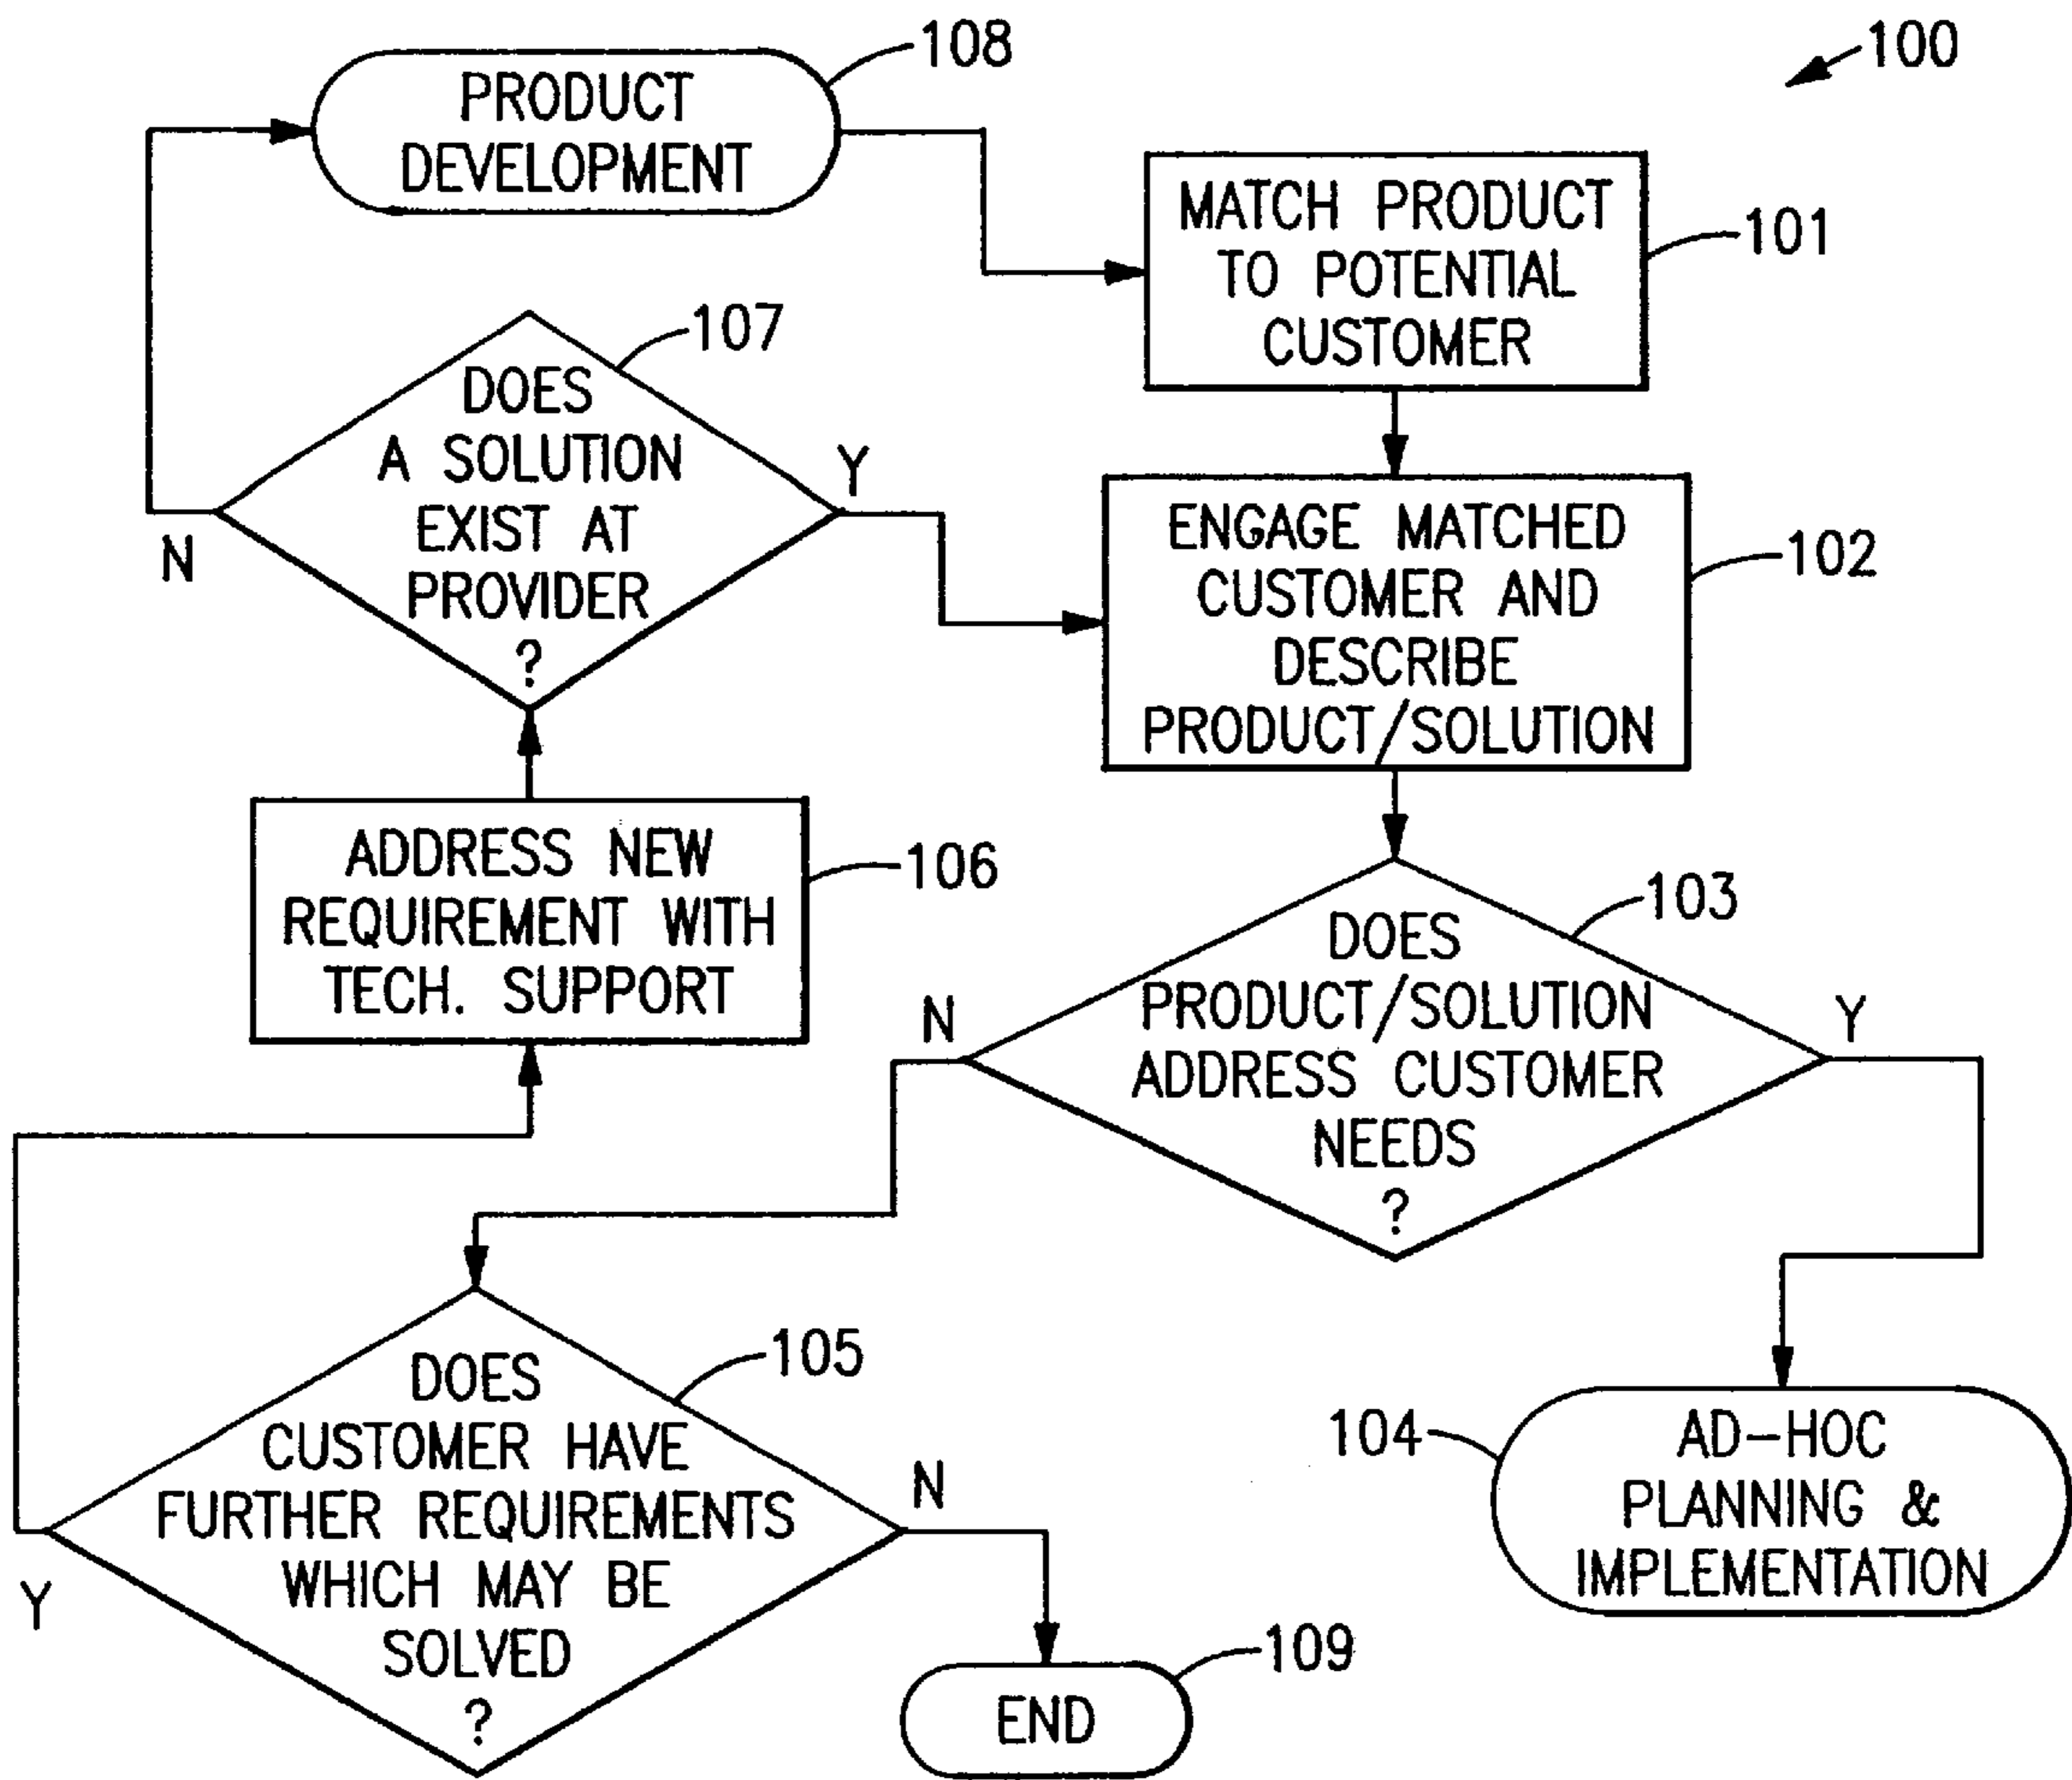 108
PRODUCT
DEVELOPMENT
100
MATCH PRODUCT
TO POTENTIAL
CUSTOMER
101
107
DOES
A SOLUTION
EXIST AT
PROVIDER
?
Y
N
ENGAGE MATCHED
CUSTOMER AND
DESCRIBE
PRODUCT/SOLUTION
102
ADDRESS NEW
REQUIREMENT WITH
TECH. SUPPORT
106
103
DOES
PRODUCT/SOLUTION
ADDRESS CUSTOMER
NEEDS
?
N
Y
105
DOES
CUSTOMER HAVE
FURTHER REQUIREMENTS
WHICH MAY BE
SOLVED
?
Y
N
104
AD-HOC
PLANNING &
IMPLEMENTATION
109
END